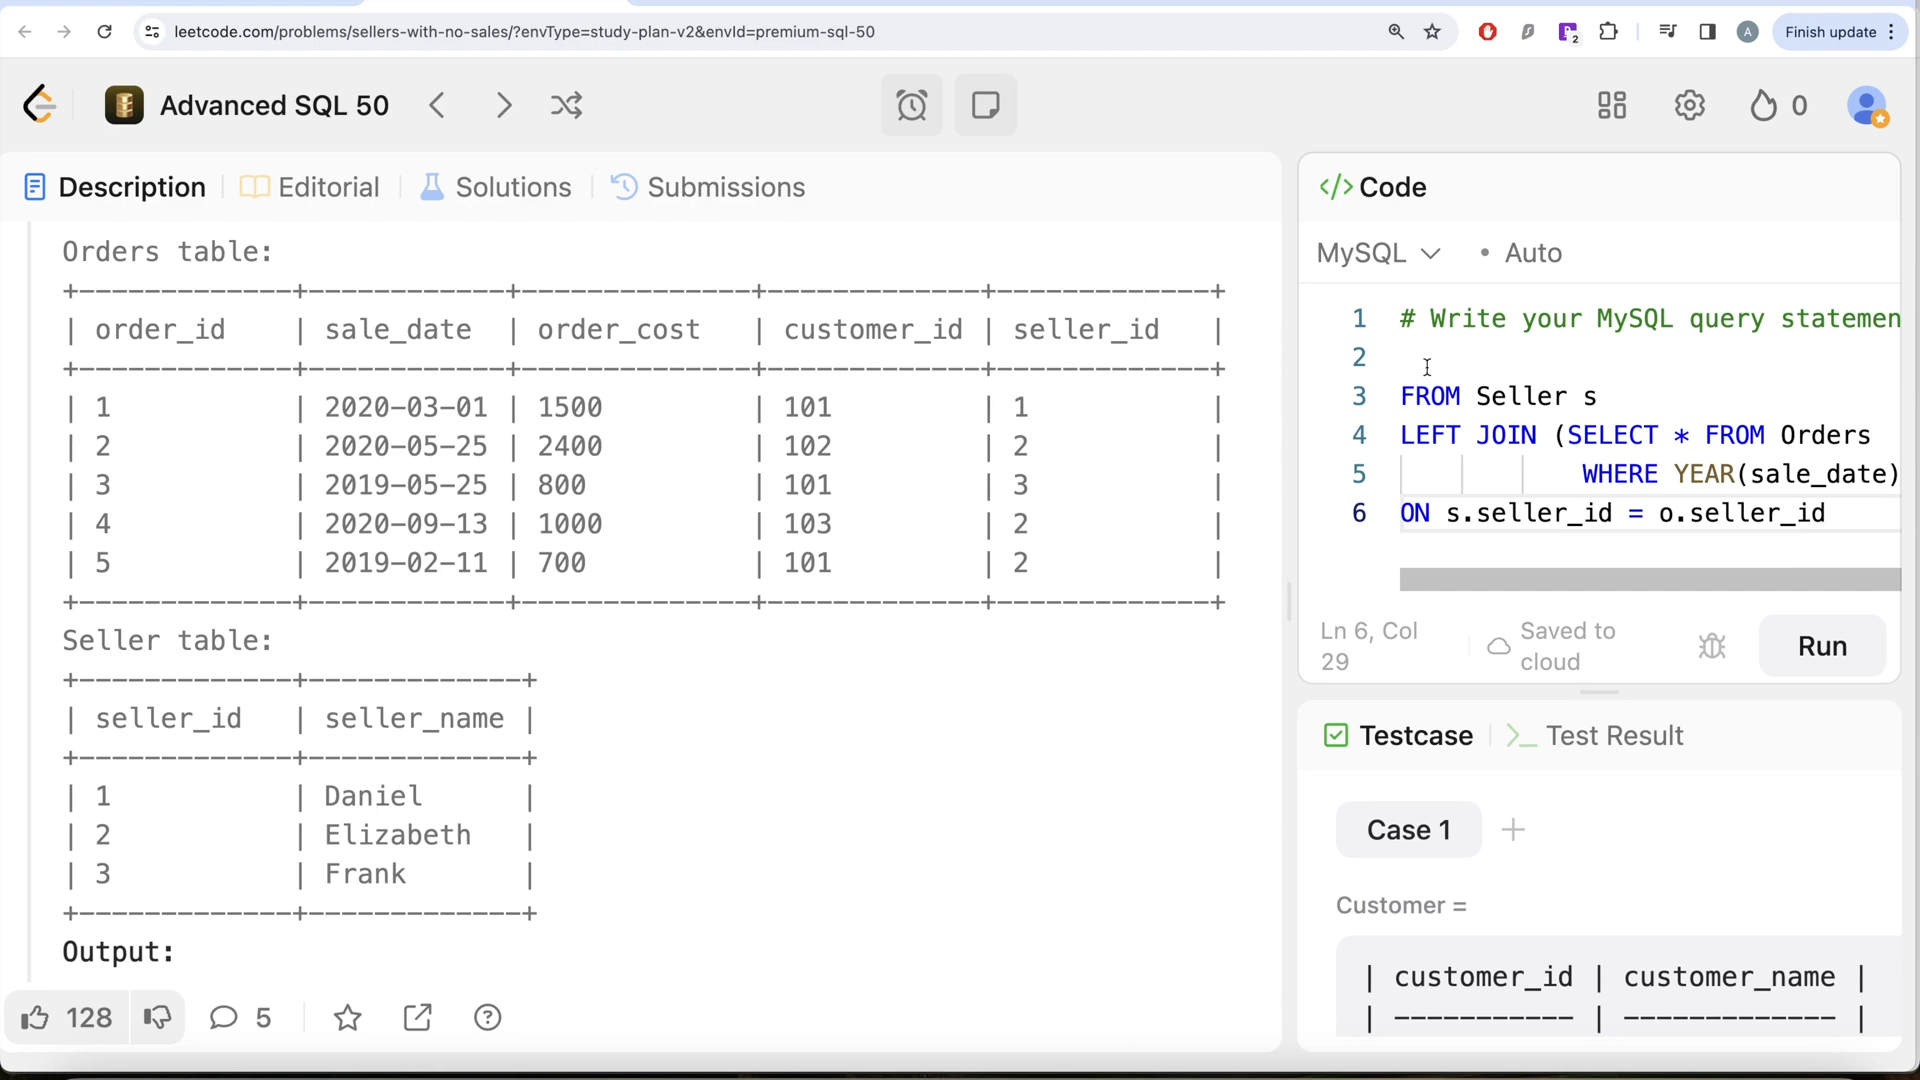 leetcode.com/problems/sellers-with-no-sales/?envType=study-plan-v2&envId=premium-sql-50
2
A
Finish update
Advanced SQL 50
0
Description
Editorial
Solutions
Submissions
Orders table:
+-------------+------------+--------------+-------------+-------------+
| order_id | sale_date | order_cost | customer_id | seller_id |
+-------------+------------+--------------+-------------+-------------+
| 1 | 2020-03-01 | 1500 | 101 | 1 |
| 2 | 2020-05-25 | 2400 | 102 | 2 |
| 3 | 2019-05-25 | 800 | 101 | 3 |
| 4 | 2020-09-13 | 1000 | 103 | 2 |
| 5 | 2019-02-11 | 700 | 101 | 2 |
+-------------+------------+--------------+-------------+-------------+
Seller table:
+-------------+-------------+
| seller_id | seller_name |
+-------------+-------------+
| 1 | Daniel |
| 2 | Elizabeth |
| 3 | Frank |
+-------------+-------------+
Output:
128
5
</> Code
MySQL • Auto
1 # Write your MySQL query statemen
2
3 FROM Seller s
4 LEFT JOIN (SELECT * FROM Orders
5 WHERE YEAR(sale_date)
6 ON s.seller_id = o.seller_id
Ln 6, Col
29
Saved to
cloud
Run
Testcase
Test Result
Case 1
Customer =
| customer_id | customer_name |
| ----------- | ------------- |